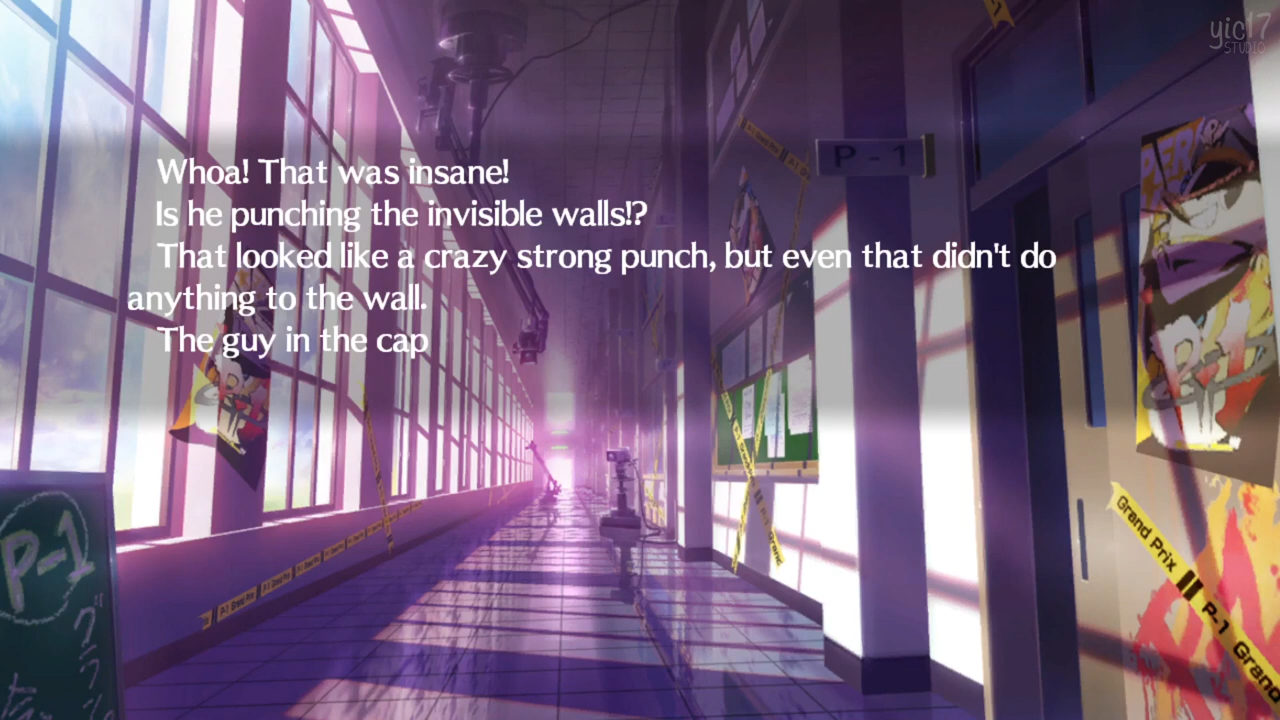 yic17
STUDIO
Whoa! That was insane!
Is he punching the invisible walls!?
That looked like a crazy strong punch, but even that didn't do
anything to the wall.
The guy in the cap
P-1
P-1
Grand Prix
P-1 Grand